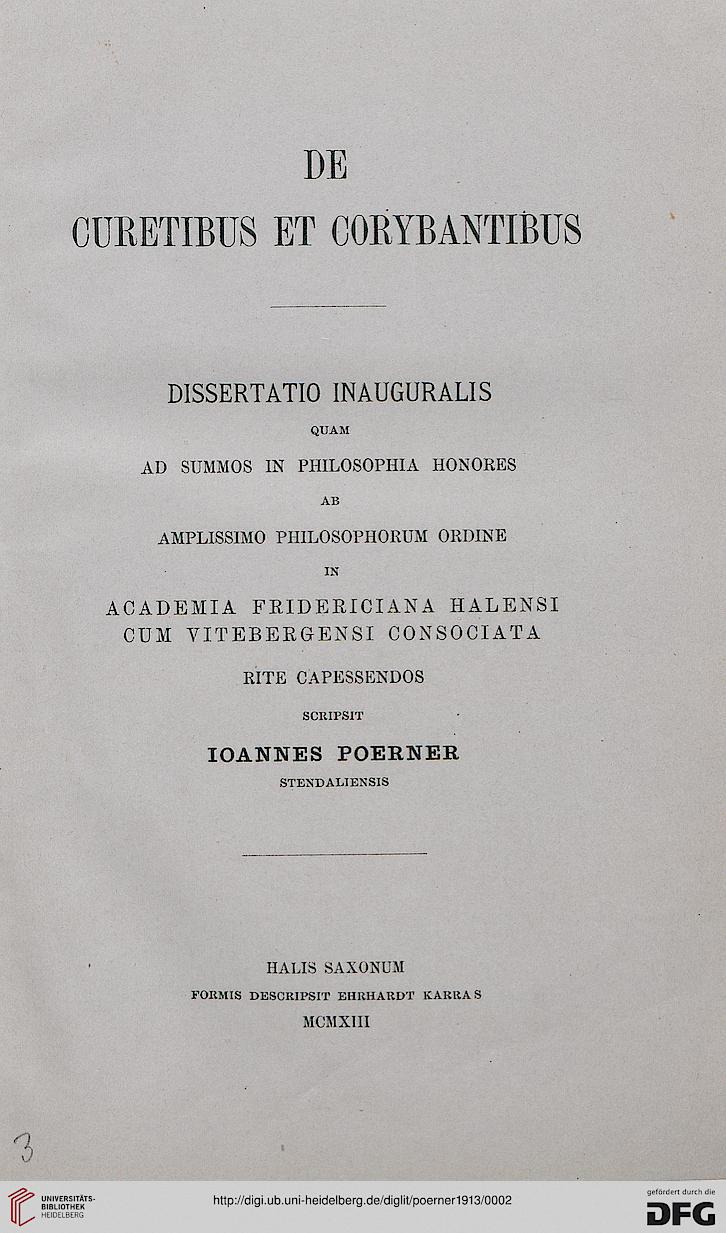 DE
CURETIBUS ET CORYBANTIBUS
DISSERTATIO INAUGURALIS
QUAM
AD SUMMOS IN PHILOSOPHIA HONORES
AB
AMPLISSIMO PHILOSOPHORUM ORDINE
IN
ACADEMIA FRIDERICIANA HALENSI
CUM VITEBERGENSI CONSOCIATA
RITE CAPESSENDOS
SCRIPSIT
IOANNES POERNER
STENDALIENSIS
HALIS SAXONUM
FORMIS DESCRIPSIT EHRHARDT KARRAS
MCMXIII
3
UNIVERSITÄTS-
BIBLIOTHEK
HEIDELBERG
http://digi.ub.uni-heidelberg.de/diglit/poerner1913/0002
gefördert durch die
DFG